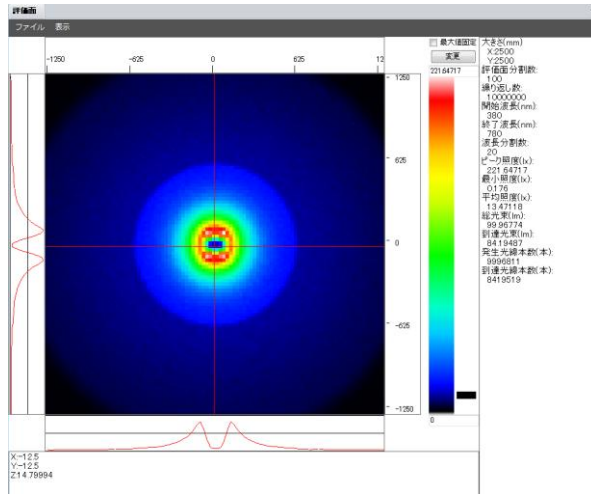 評価面
ファイル 表示
-1250 -625 0 625 12
1250
625
0
-625
-1250
最大値固定
変更
221.64717
0
大きさ(mm)
X:2500
Y:2500
評価面分割数:
100
繰り返し数:
10000000
開始波長(nm):
380
終了波長(nm):
780
波長分割数:
20
ピーク照度(lx):
221.64717
最小照度(lx):
0.176
平均照度(lx):
13.47118
総光束(lm):
99.96774
到達光束(lm):
84.19487
発生光線本数(本):
9996811
到達光線本数(本):
8419519
X:-12.5
Y:-12.5
Z:14.79994